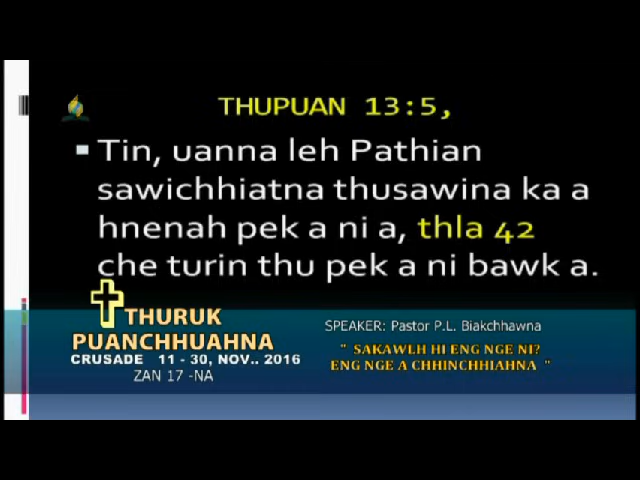 THUPUAN 13:5,
Tin, uanna leh Pathian
sawichhiatna thusawina ka a
hnenah pek a ni a, thla 42
che turin thu pek a ni bawk a.
THURUK
PUANCHHUAHNA
CRUSADE 11 - 30, NOV.. 2016
ZAN 17 -NA
SPEAKER: Pastor P.L. Biakchhawna
" SAKAWLH HI ENG NGE NI?
ENG NGE A CHHINCHHIAHNA "